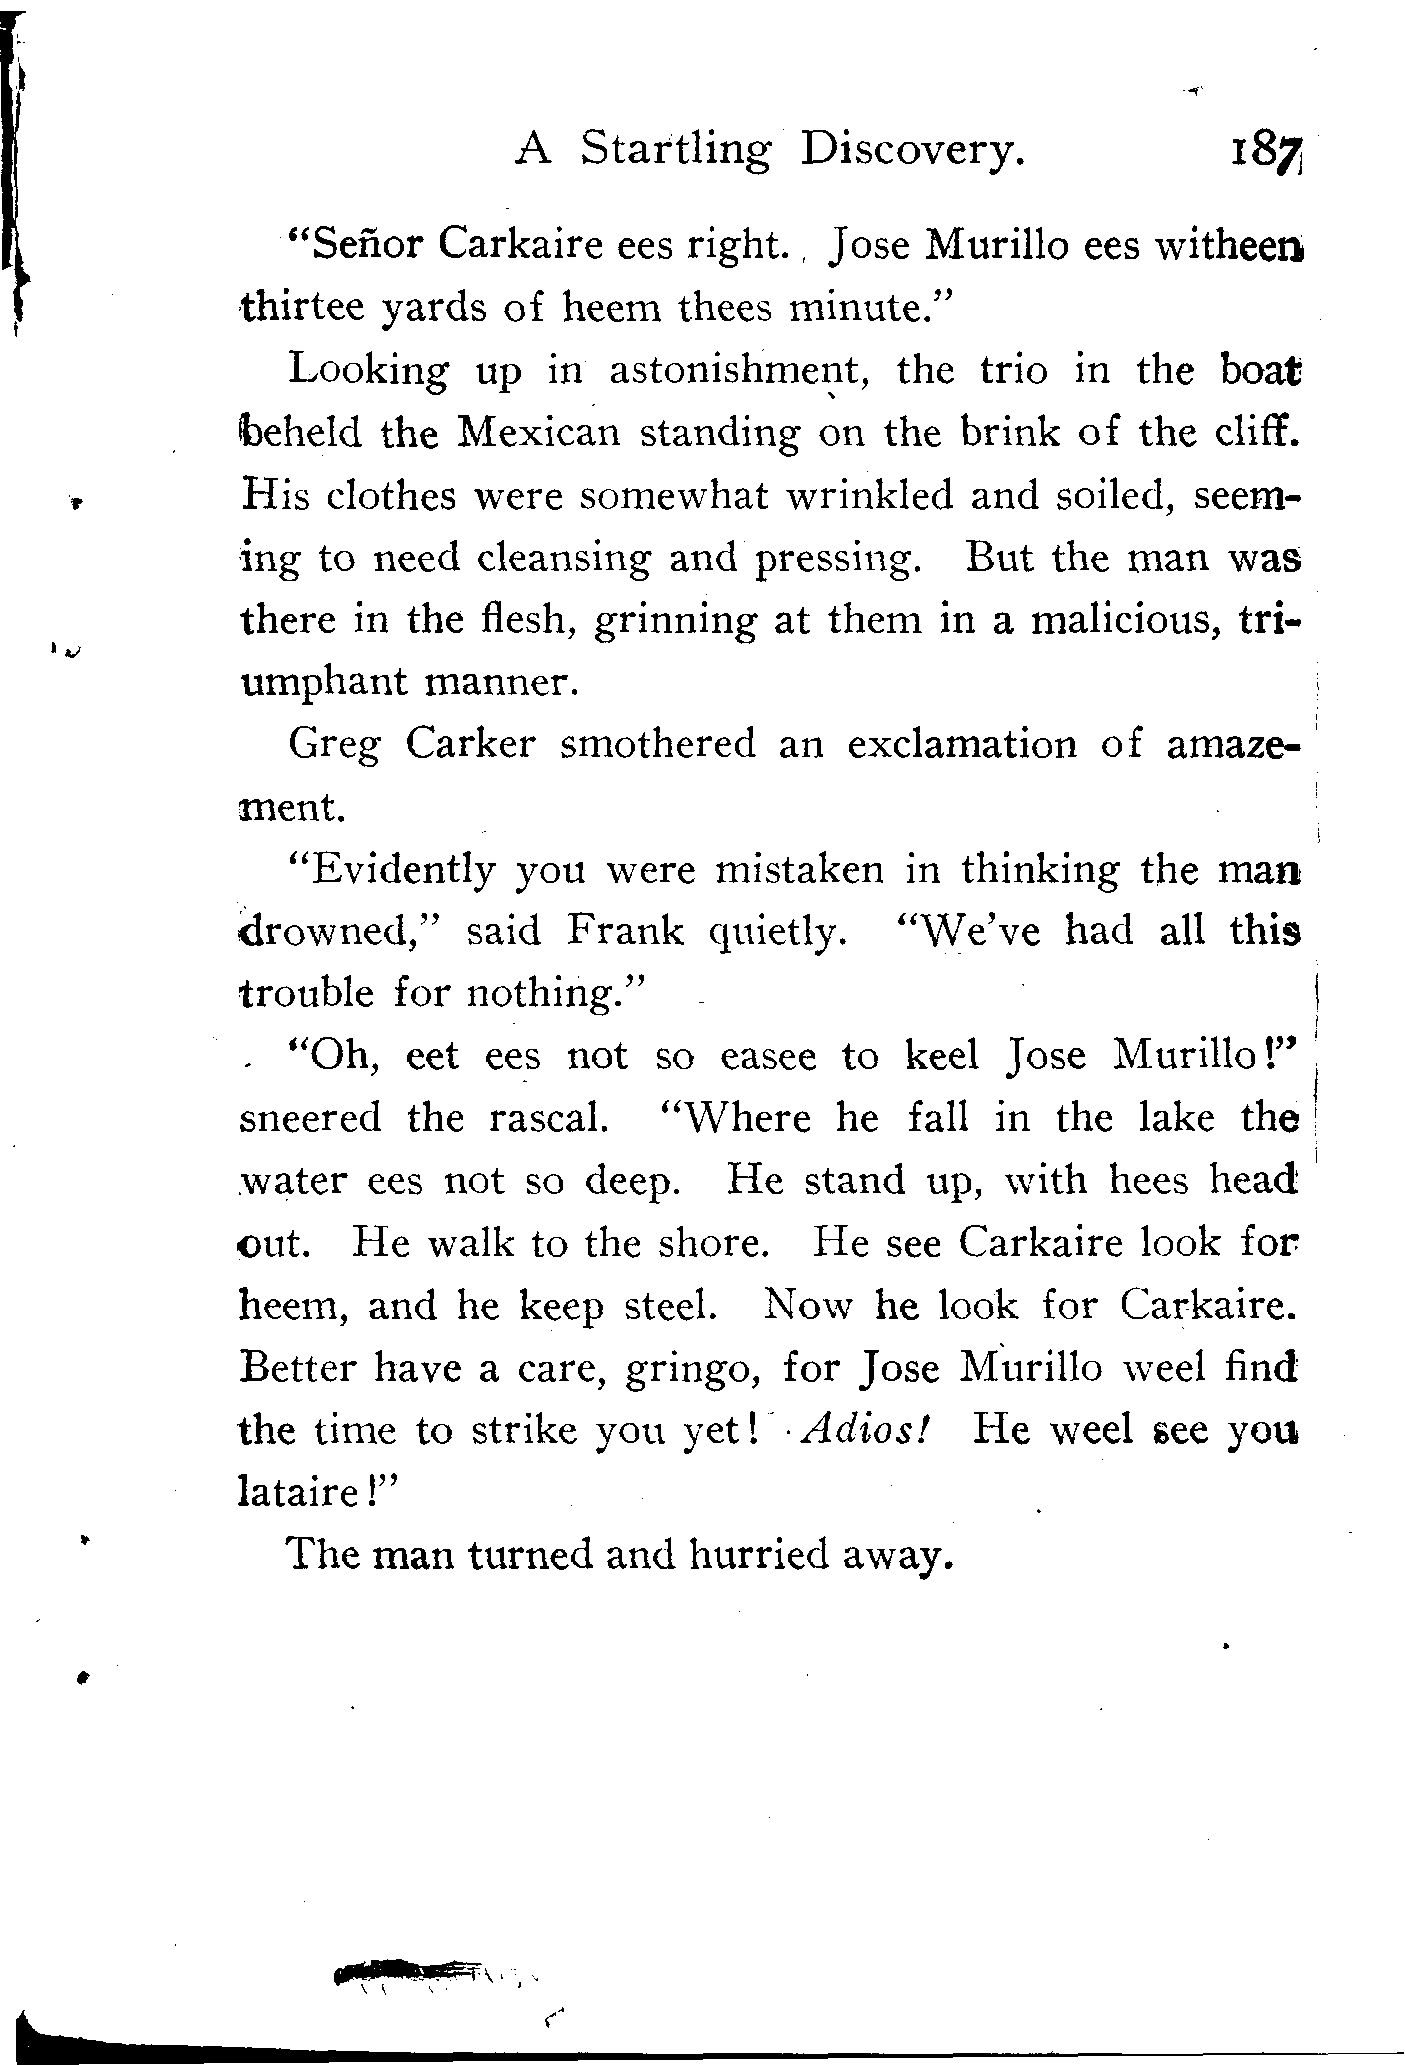 A Startling Discovery. 187
“Señor Carkaire ees right. Jose Murillo ees witheen
thirtee yards of heem thees minute.”
Looking up in astonishment, the trio in the boat
beheld the Mexican standing on the brink of the cliff.
His clothes were somewhat wrinkled and soiled, seem-
ing to need cleansing and pressing. But the man was
there in the flesh, grinning at them in a malicious, tri-
umphant manner.
Greg Carker smothered an exclamation of amaze-
ment.
“Evidently you were mistaken in thinking the man
drowned,” said Frank quietly. “We’ve had all this
trouble for nothing.”
“Oh, eet ees not so easee to keel Jose Murillo!”
sneered the rascal. “Where he fall in the lake the
water ees not so deep. He stand up, with hees head
out. He walk to the shore. He see Carkaire look for
heem, and he keep steel. Now he look for Carkaire.
Better have a care, gringo, for Jose Murillo weel find
the time to strike you yet! Adios! He weel see you
lataire!”
The man turned and hurried away.